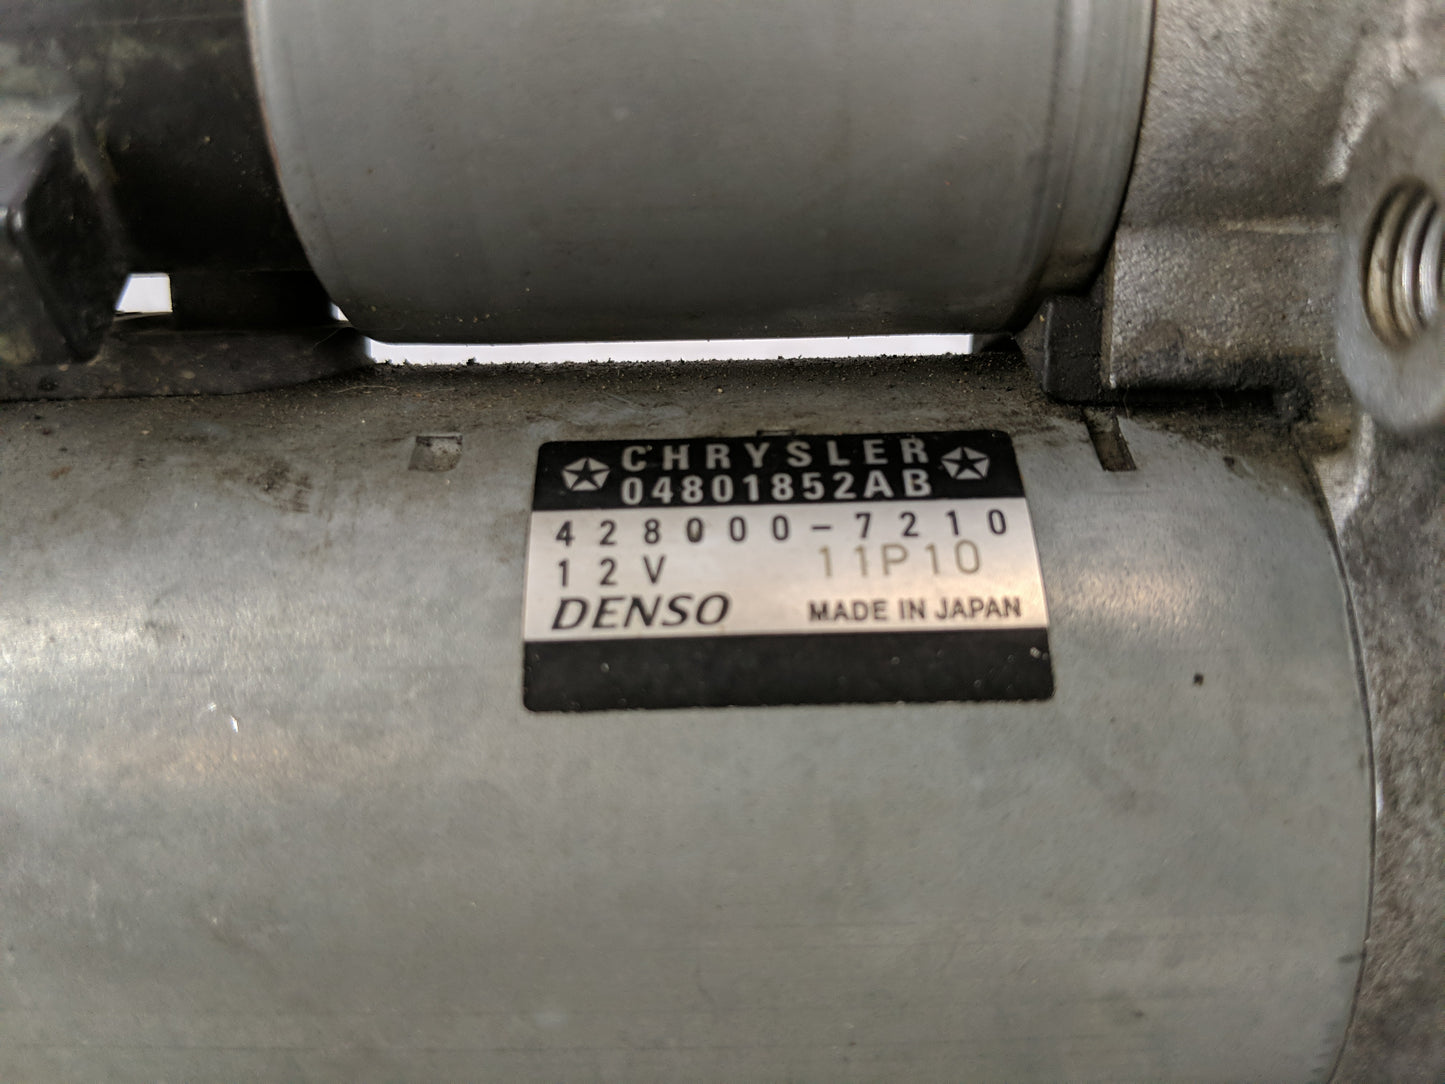 CHRYSLER
04801852AB
428000-7210
12V 11P10
DENSO MADE IN JAPAN